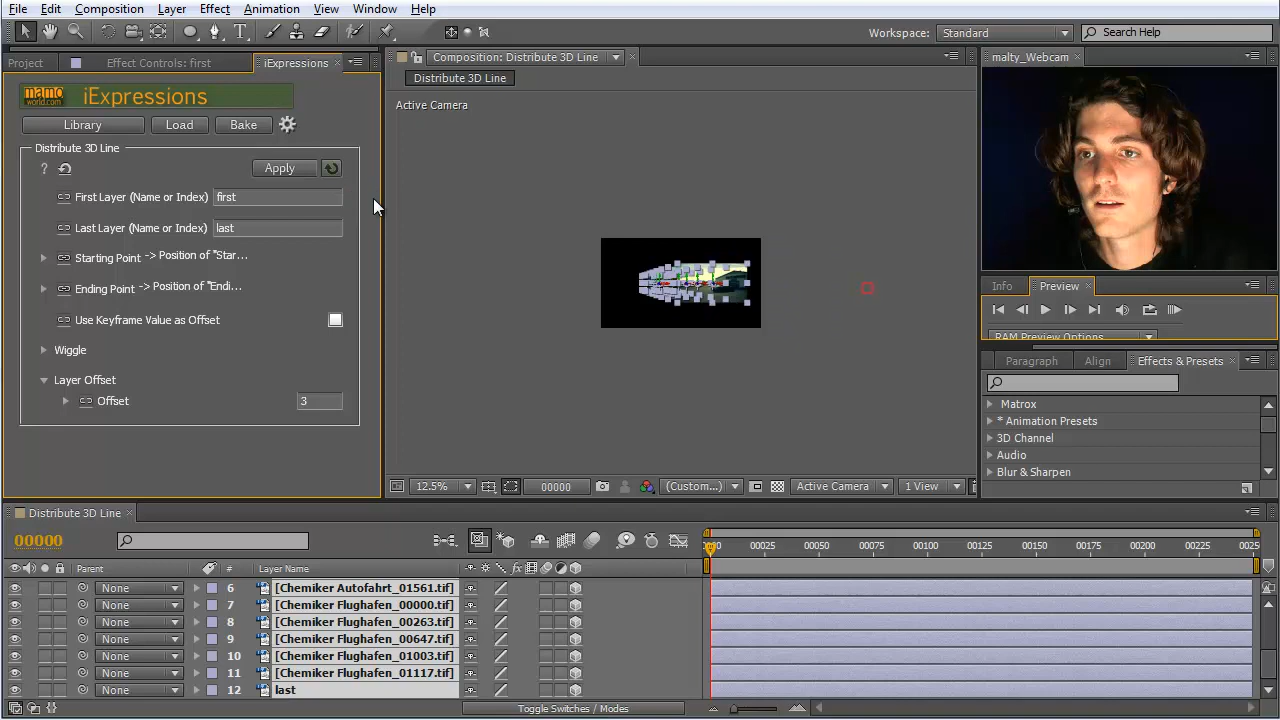 File Edit Composition Layer Effect Animation View Window Help
Workspace: Standard Search Help
Project Effect Controls: first iExpressions Composition: Distribute 3D Line malty_Webcam
Distribute 3D Line
mamo world.com iExpressions
Active Camera
Library Load Bake
Distribute 3D Line
? Apply
First Layer (Name or Index) first
Last Layer (Name or Index) last
Starting Point -> Position of "Star...
Ending Point -> Position of "Endi...
Use Keyframe Value as Offset
Wiggle
Layer Offset
Offset 3
Info Preview
RAM Preview Options
Paragraph Align Effects & Presets
Matrox
* Animation Presets
3D Channel
Audio
Blur & Sharpen
12.5% 00000 (Custom...) Active Camera 1 View
Distribute 3D Line
00000
00025 00050 00075 00100 00125 00150 00175 00200 00225 0025
Parent # Layer Name
None 6 [Chemiker Autofahrt_01561.tif]
None 7 [Chemiker Flughafen_00000.tif]
None 8 [Chemiker Flughafen_00263.tif]
None 9 [Chemiker Flughafen_00647.tif]
None 10 [Chemiker Flughafen_01003.tif]
None 11 [Chemiker Flughafen_01117.tif]
None 12 last
Toggle Switches / Modes